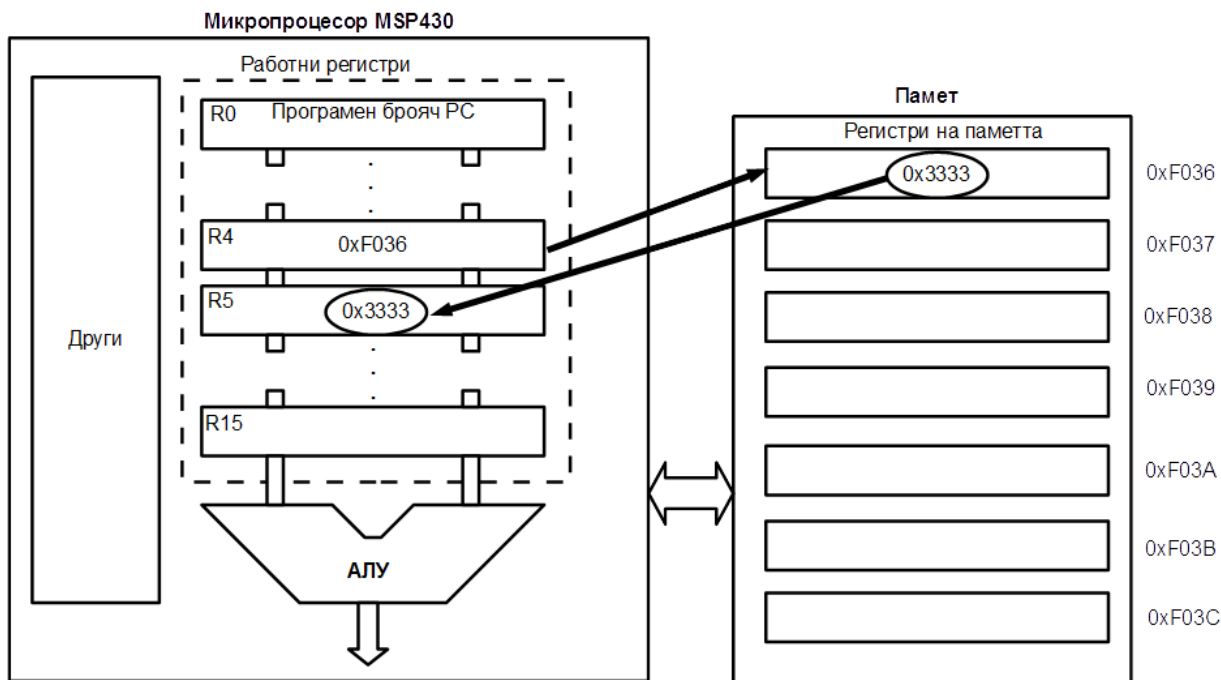 Микропроцесор MSP430
Работни регистри
R0
Програмен брояч PC
R4
0xF036
R5
0x3333
Други
R15
АЛУ
Памет
Регистри на паметта
0x3333
0xF036
0xF037
0xF038
0xF039
0xF03A
0xF03B
0xF03C